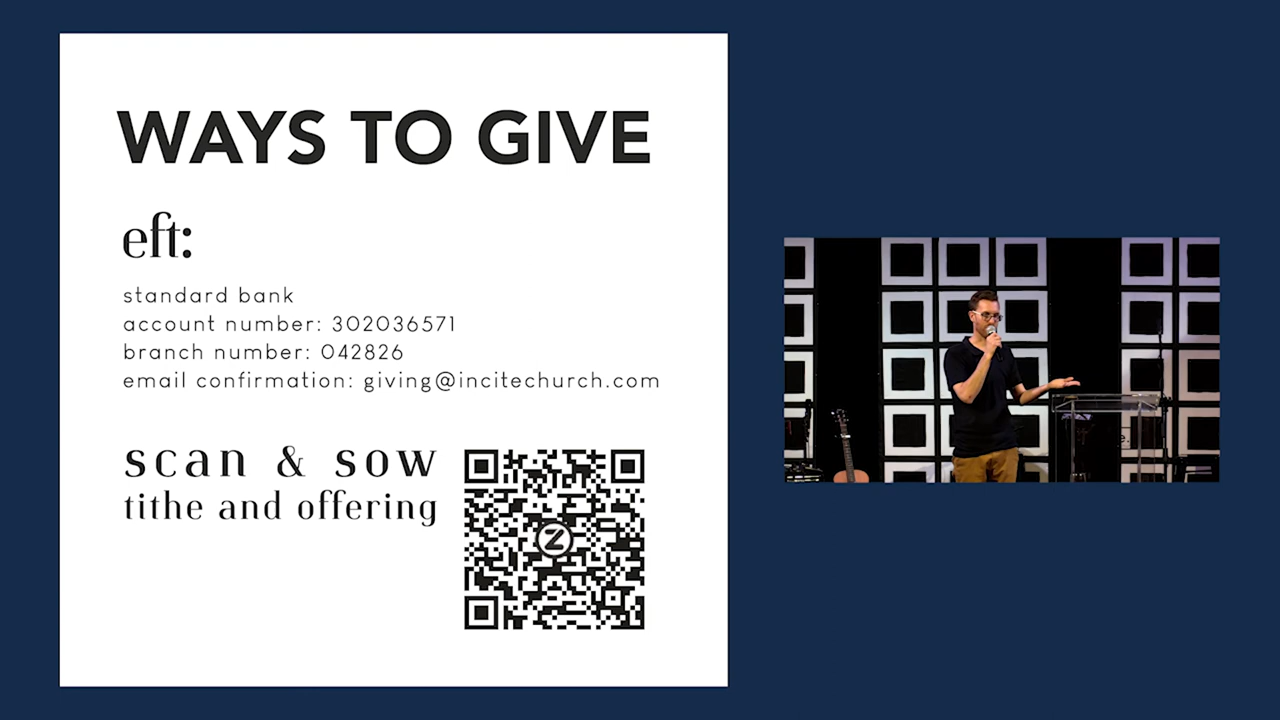 WAYS TO GIVE
eft:
standard bank
account number: 302036571
branch number: 042826
email confirmation: giving@incitechurch.com
scan & sow
tithe and offering